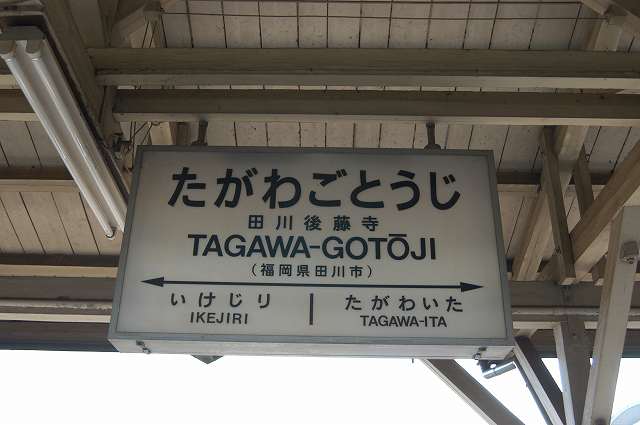 たがわごとうじ
田川後藤寺
TAGAWA-GOTŌJI
(福岡県田川市)
いけじり たがわいた
IKEJIRI TAGAWA-ITA